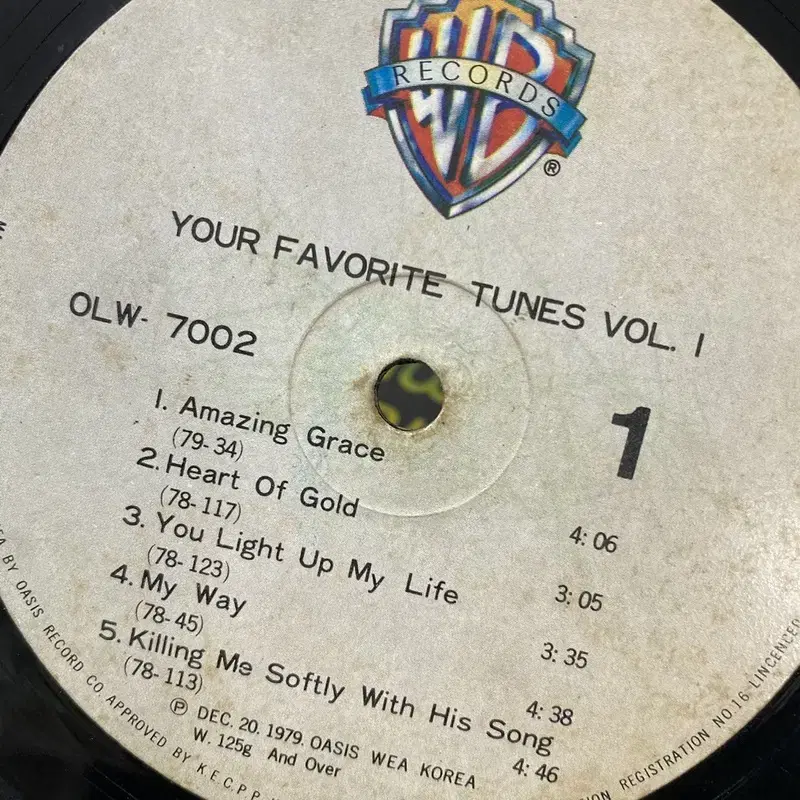 WB
RECORDS
®
YOUR FAVORITE TUNES VOL. I
OLW- 7002
1
1. Amazing Grace 4: 06
(79-34)
2. Heart Of Gold 3: 05
(78-117)
3. You Light Up My Life 3: 35
(78-123)
4. My Way 4: 38
(78-45)
5. Killing Me Softly With His Song 4: 46
(78-113)
Ⓟ DEC. 20. 1979. OASIS WEA KOREA
W. 125g And Over
BY OASIS RECORD CO. APPROVED BY K.E.C.P.P.
REGISTRATION NO.16 LINCENCED